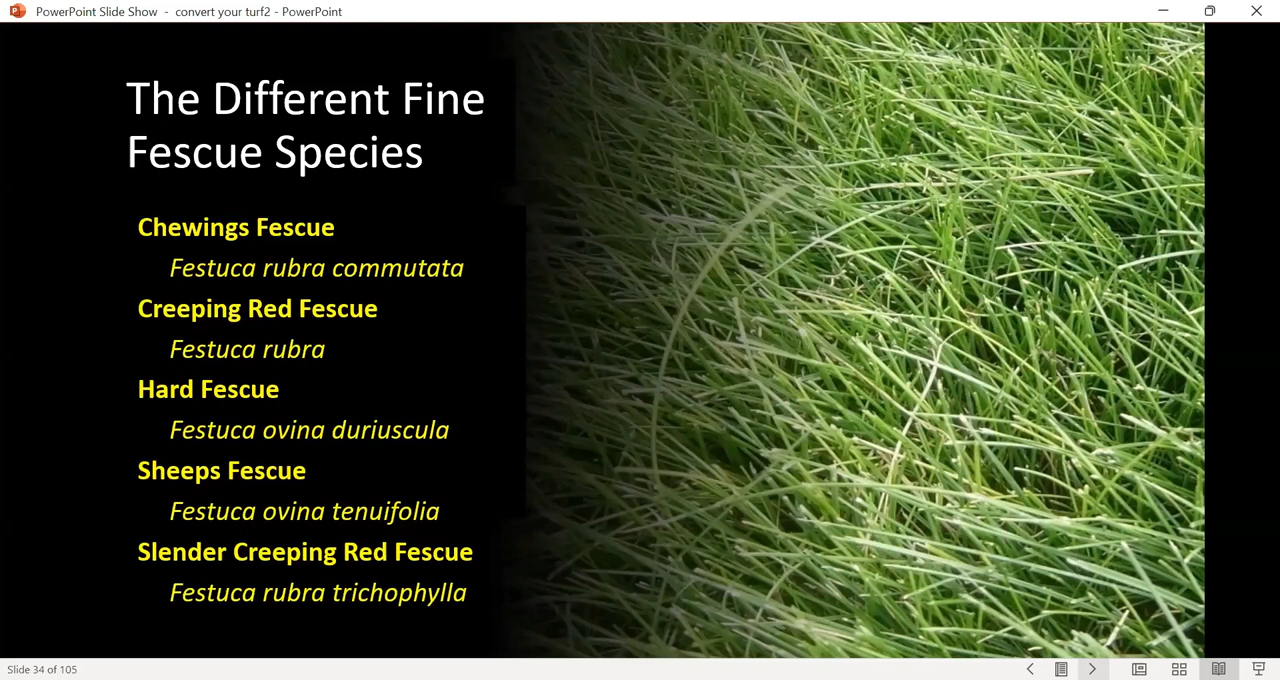 PowerPoint Slide Show - convert your turf2 - PowerPoint
The Different Fine
Fescue Species
Chewings Fescue
Festuca rubra commutata
Creeping Red Fescue
Festuca rubra
Hard Fescue
Festuca ovina duriuscula
Sheeps Fescue
Festuca ovina tenuifolia
Slender Creeping Red Fescue
Festuca rubra trichophylla
Slide 34 of 105